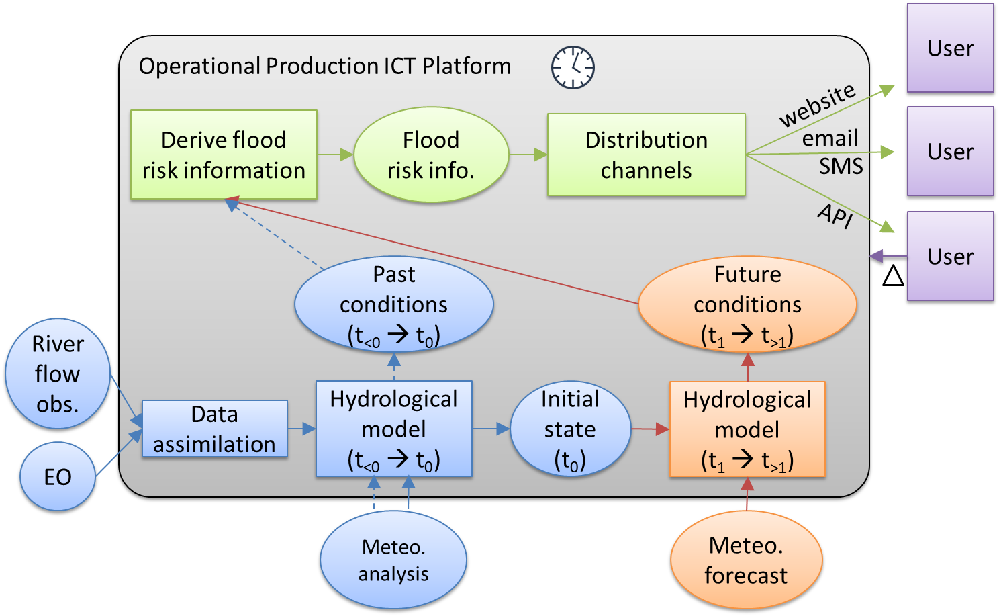 Operational Production ICT Platform
User
User
User
website
email
SMS
API
Δ
Derive flood
risk information
Flood
risk info.
Distribution
channels
Past
conditions
(t<0 → t0)
Future
conditions
(t1 → t>1)
River
flow
obs.
EO
Data
assimilation
Hydrological
model
(t<0 → t0)
Initial
state
(t0)
Hydrological
model
(t1 → t>1)
Meteo.
analysis
Meteo.
forecast